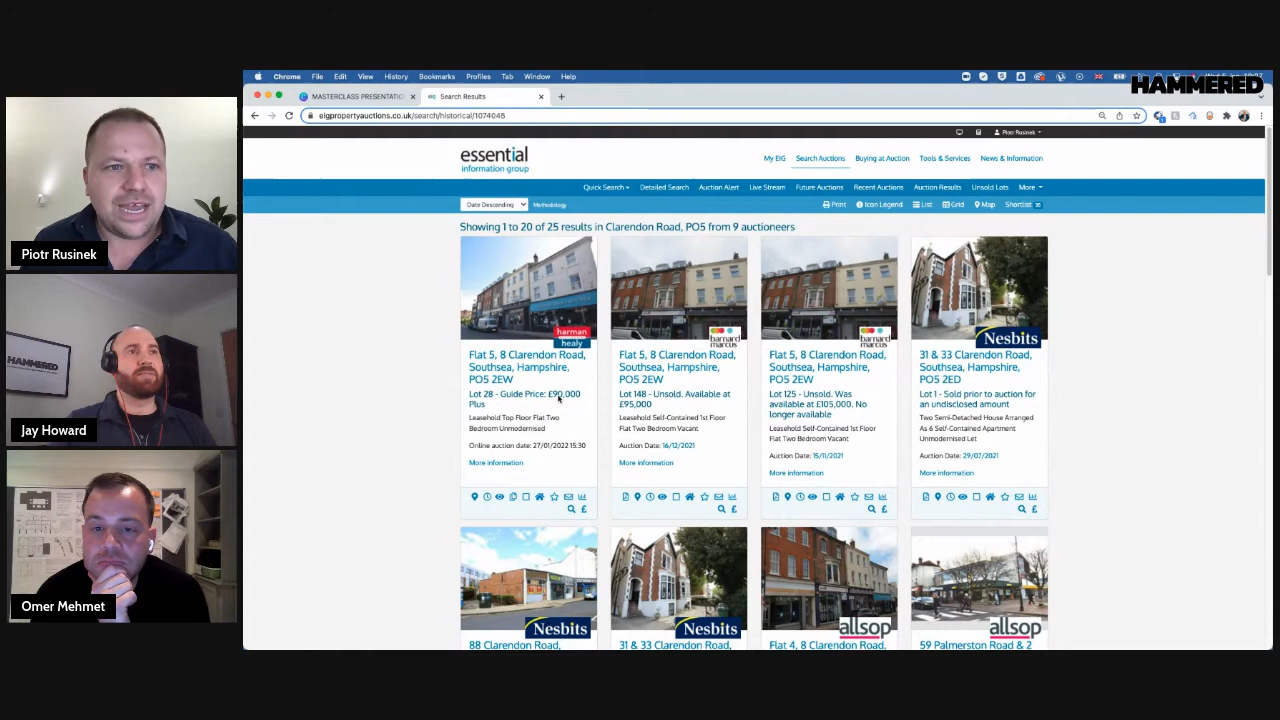 Chrome File Edit View History Bookmarks Profiles Tab Window Help
HAMMERED
MASTERCLASS PRESENTATIO
Search Results
eigpropertyauctions.co.uk/search/historical/1074045
Piotr Rusinek
essential
information group
My EIG Search Auctions Buying at Auction Tools & Services News & Information
Quick Search Detailed Search Auction Alert Live Stream Future Auctions Recent Auctions Auction Results Unsold Lots More
Date Descending Methodology Print Icon Legend List Grid Map Shortlist
Showing 1 to 20 of 25 results in Clarendon Road, PO5 from 9 auctioneers
harman
healy
Flat 5, 8 Clarendon Road,
Southsea, Hampshire,
PO5 2EW
Lot 28 - Guide Price: £90,000
Plus
Leasehold Top Floor Flat Two
Bedroom Unmodernised
Online auction date: 27/01/2022 15:30
More information
barnard
marcus
Flat 5, 8 Clarendon Road,
Southsea, Hampshire,
PO5 2EW
Lot 148 - Unsold. Available at
£95,000
Leasehold Self-Contained 1st Floor
Flat Two Bedroom Vacant
Auction Date: 16/12/2021
More information
barnard
marcus
Flat 5, 8 Clarendon Road,
Southsea, Hampshire,
PO5 2EW
Lot 125 - Unsold. Was
available at £105,000. No
longer available
Leasehold Self-Contained 1st Floor
Flat Two Bedroom Vacant
Auction Date: 15/11/2021
More information
Nesbits
31 & 33 Clarendon Road,
Southsea, Hampshire,
PO5 2ED
Lot 1 - Sold prior to auction for
an undisclosed amount
Two Semi-Detached House Arranged
As 6 Self-Contained Apartment
Unmodernised Let
Auction Date: 29/07/2021
More information
Nesbits
88 Clarendon Road,
Nesbits
31 & 33 Clarendon Road,
allsop
Flat 4, 8 Clarendon Road,
allsop
59 Palmerston Road & 2
Piotr Rusinek
HAMMERED
Jay Howard
Omer Mehmet